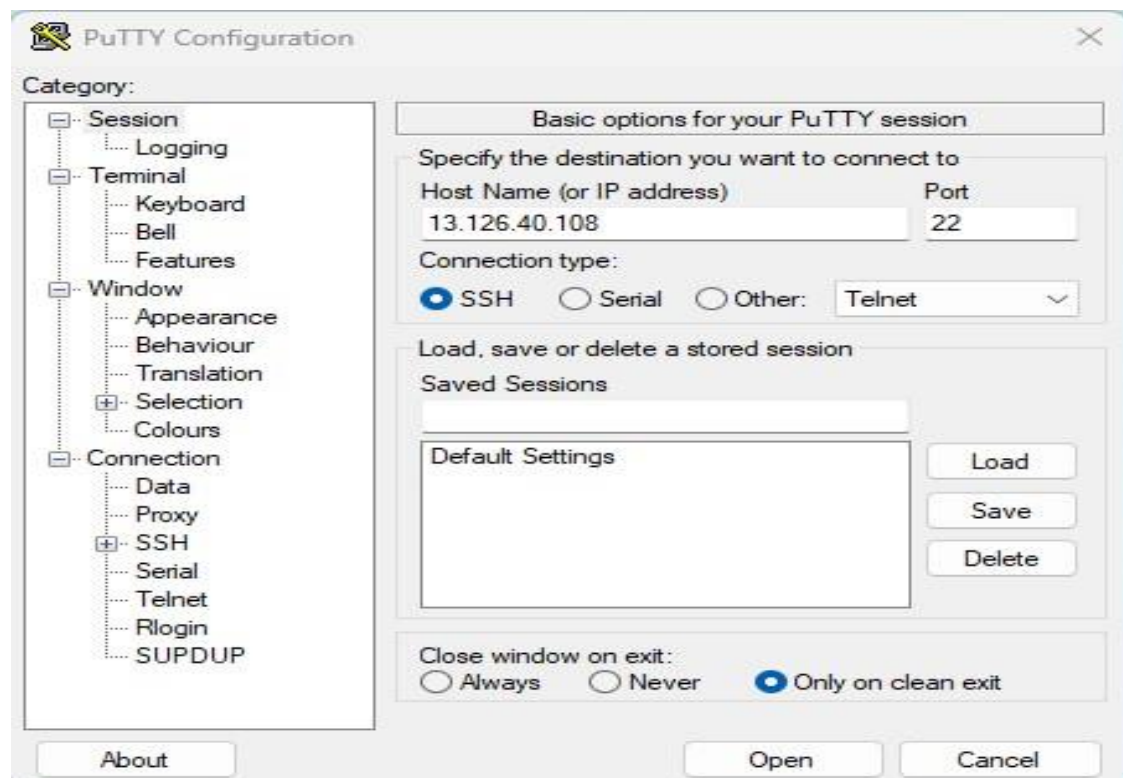 PuTTY Configuration
Category:
Session
Logging
Terminal
Keyboard
Bell
Features
Window
Appearance
Behaviour
Translation
Selection
Colours
Connection
Data
Proxy
SSH
Serial
Telnet
Rlogin
SUPDUP
Basic options for your PuTTY session
Specify the destination you want to connect to
Host Name (or IP address) Port
13.126.40.108 22
Connection type:
SSH Serial Other: Telnet
Load, save or delete a stored session
Saved Sessions
Default Settings
Load
Save
Delete
Close window on exit:
Always Never Only on clean exit
About Open Cancel